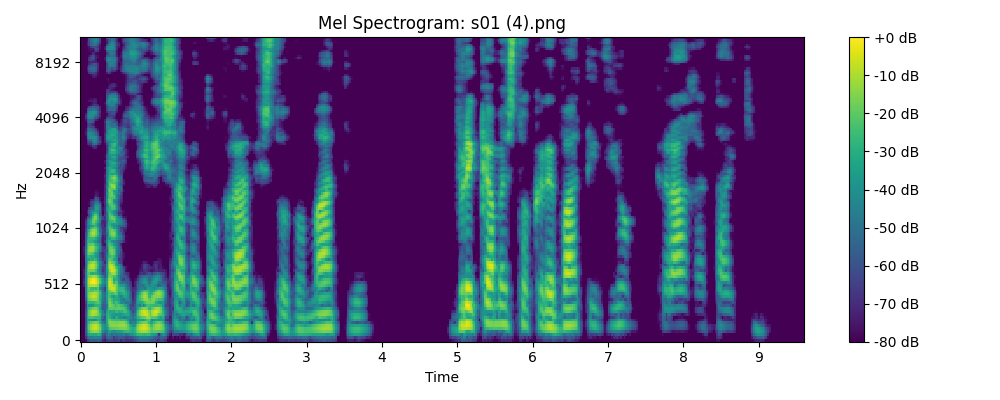 Mel Spectrogram: s01 (4).png
Hz
8192
4096
2048
1024
512
0
0 1 2 3 4 5 6 7 8 9
Time
+0 dB
-10 dB
-20 dB
-30 dB
-40 dB
-50 dB
-60 dB
-70 dB
-80 dB